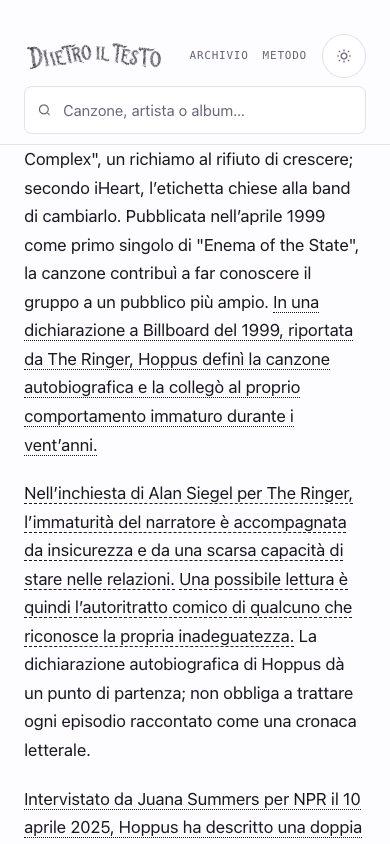 DIETRO IL TESTO
ARCHIVIO METODO
Canzone, artista o album...
Complex", un richiamo al rifiuto di crescere;
secondo iHeart, l’etichetta chiese alla band
di cambiarlo. Pubblicata nell’aprile 1999
come primo singolo di "Enema of the State",
la canzone contribuì a far conoscere il
gruppo a un pubblico più ampio. In una
dichiarazione a Billboard del 1999, riportata
da The Ringer, Hoppus definì la canzone
autobiografica e la collegò al proprio
comportamento immaturo durante i
vent’anni.
Nell’inchiesta di Alan Siegel per The Ringer,
l’immaturità del narratore è accompagnata
da insicurezza e da una scarsa capacità di
stare nelle relazioni. Una possibile lettura è
quindi l’autoritratto comico di qualcuno che
riconosce la propria inadeguatezza. La
dichiarazione autobiografica di Hoppus dà
un punto di partenza; non obbliga a trattare
ogni episodio raccontato come una cronaca
letterale.
Intervistato da Juana Summers per NPR il 10
aprile 2025, Hoppus ha descritto una doppia